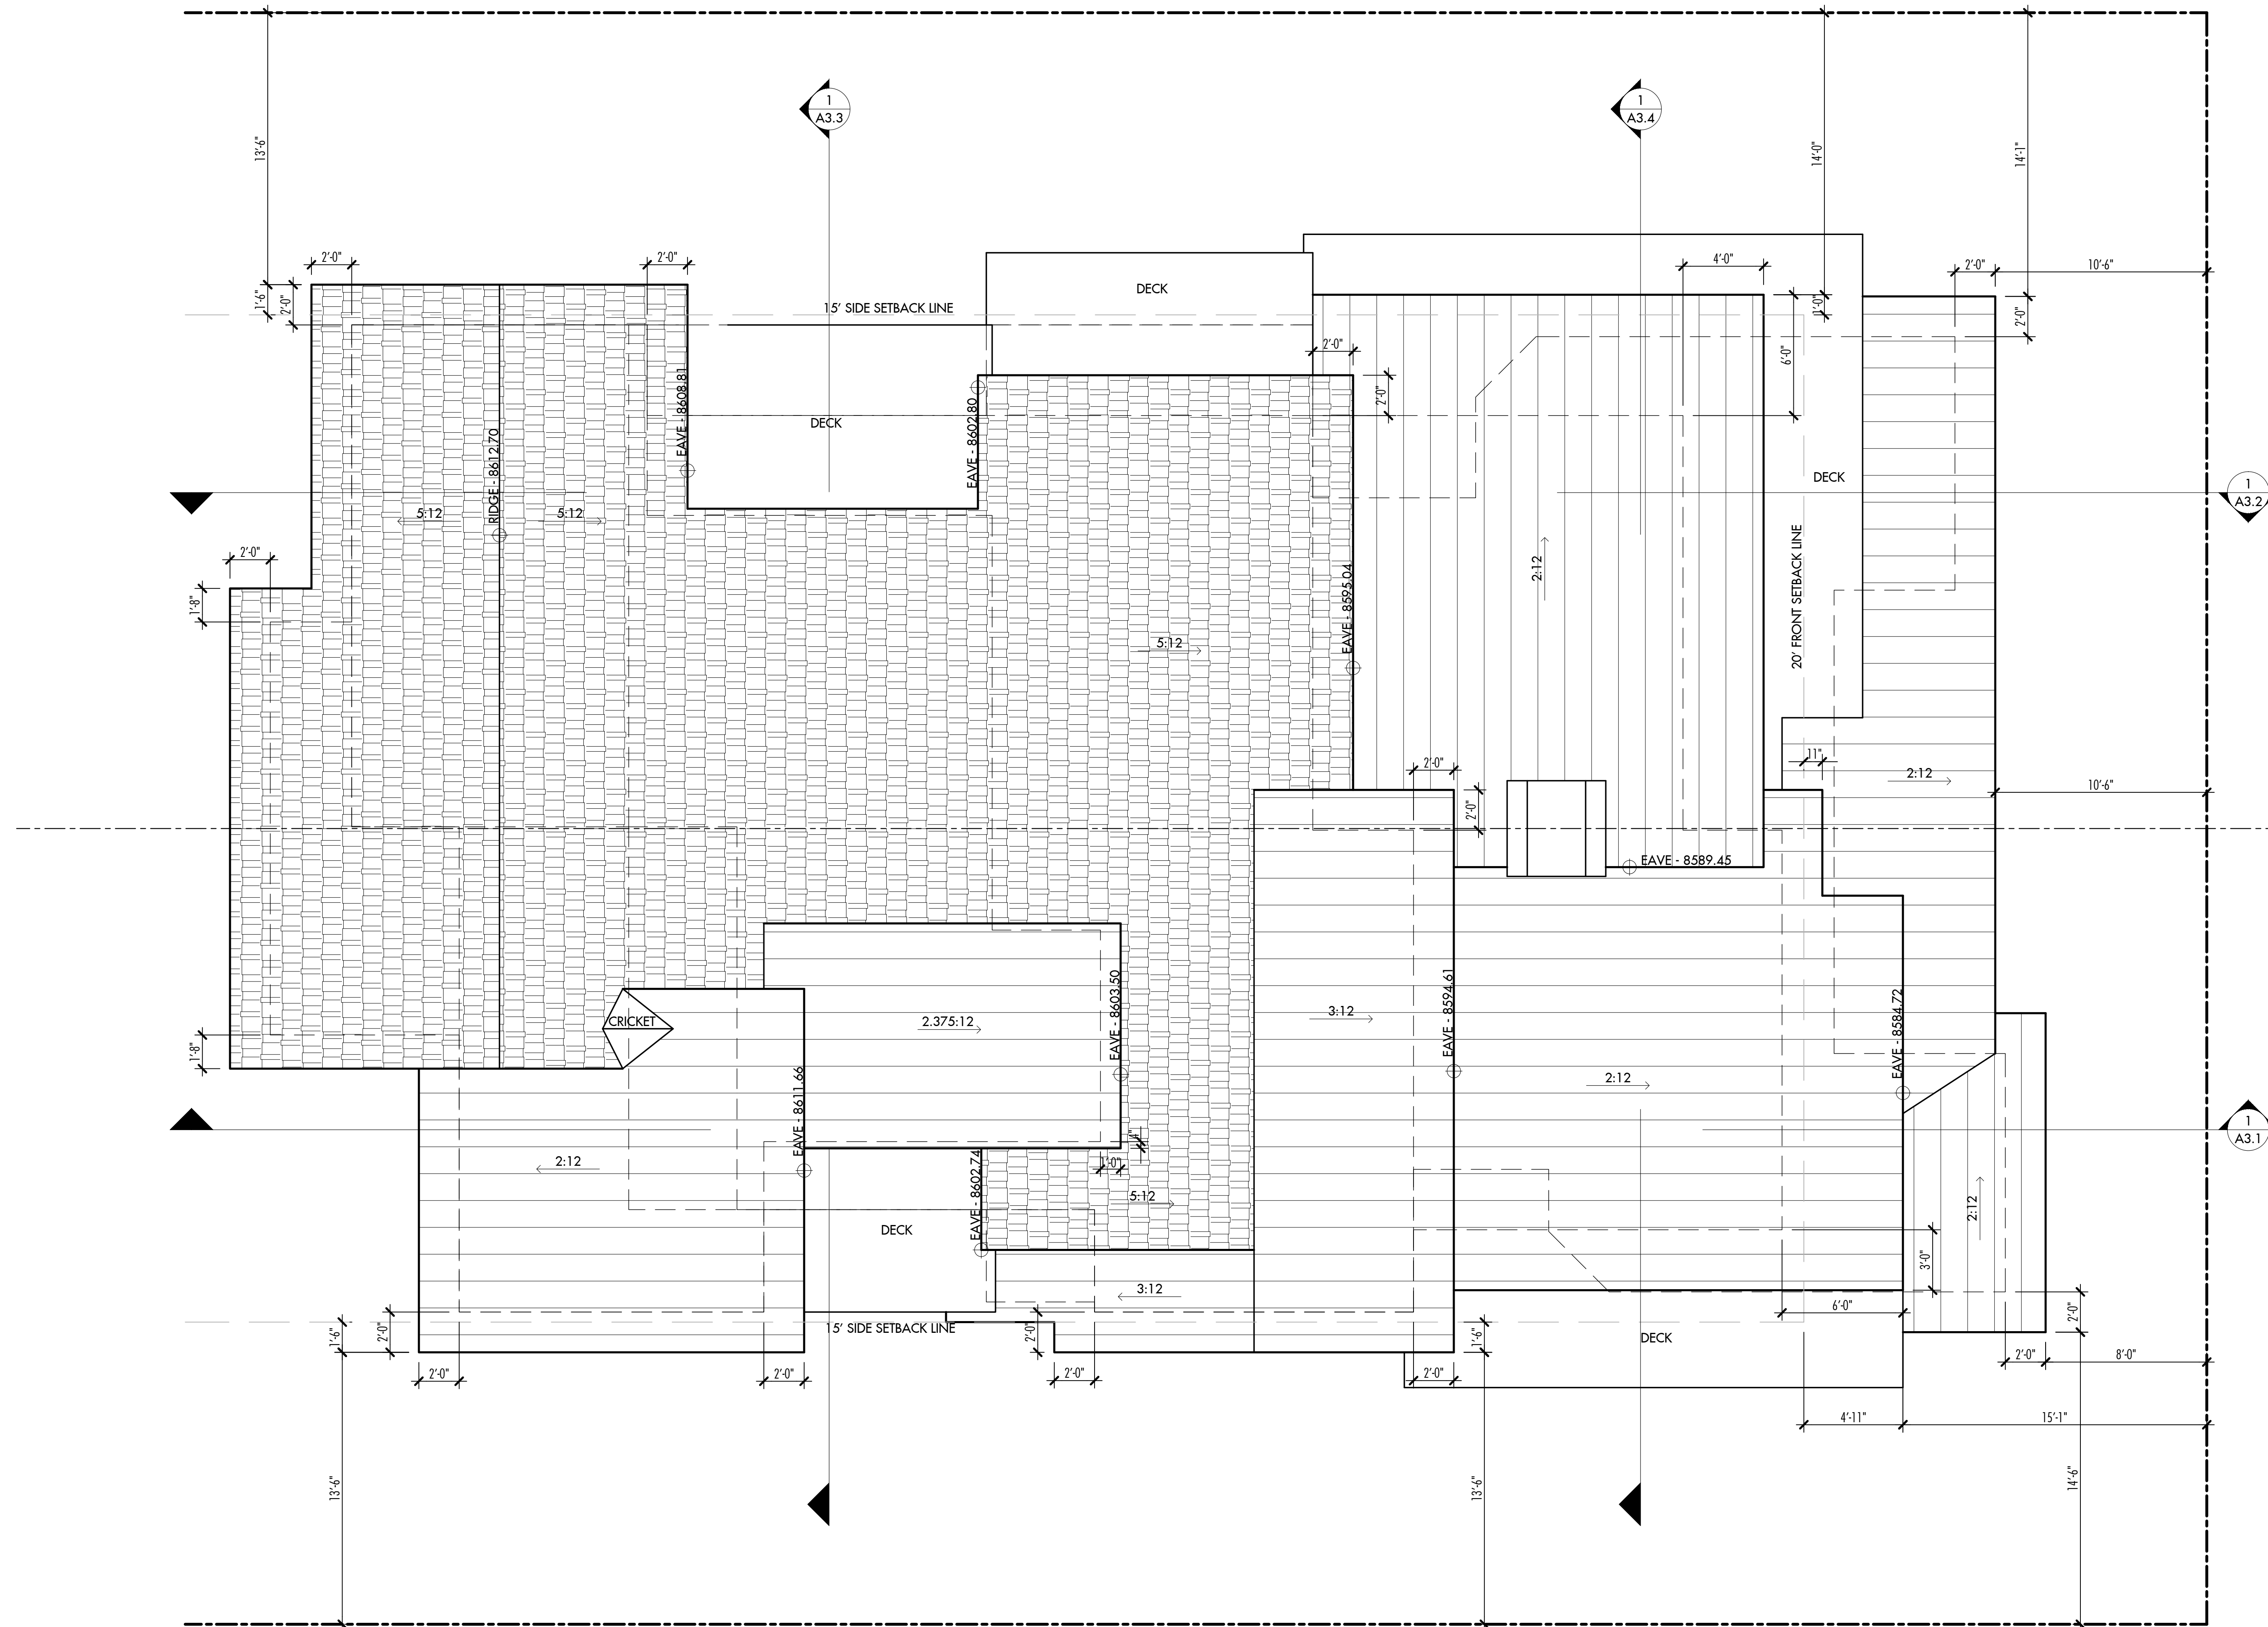 1
A3.3
1
A3.4
13'-6"
14'-0"
14'-1"
2'-0"
2'-0"
4'-0"
2'-0"
10'-6"
DECK
1'-6"
2'-0"
15' SIDE SETBACK LINE
1'-0"
2'-0"
2'-0"
6'-0"
2'-0"
EAVE - 8608.81
EAVE - 8602.80
DECK
RIDGE - 8612.70
DECK
1
A3.2
5:12
5:12
2'-0"
2:12
20' FRONT SETBACK LINE
EAVE - 8595.04
1'-8"
5:12
2'-0"
11"
2:12
10'-6"
2'-0"
EAVE - 8589.45
EAVE - 8603.50
EAVE - 8594.61
EAVE - 8584.72
CRICKET
2.375:12
3:12
1'-8"
2:12
EAVE - 8611.66
1
A3.1
4"
2:12
1'-0"
EAVE - 8602.74
5:12
2:12
DECK
3'-0"
3:12
6'-0"
2'-0"
1'-6"
2'-0"
15' SIDE SETBACK LINE
2'-0"
1'-6"
DECK
2'-0"
8'-0"
2'-0"
2'-0"
2'-0"
2'-0"
4'-11"
15'-1"
13'-6"
13'-6"
14'-6"